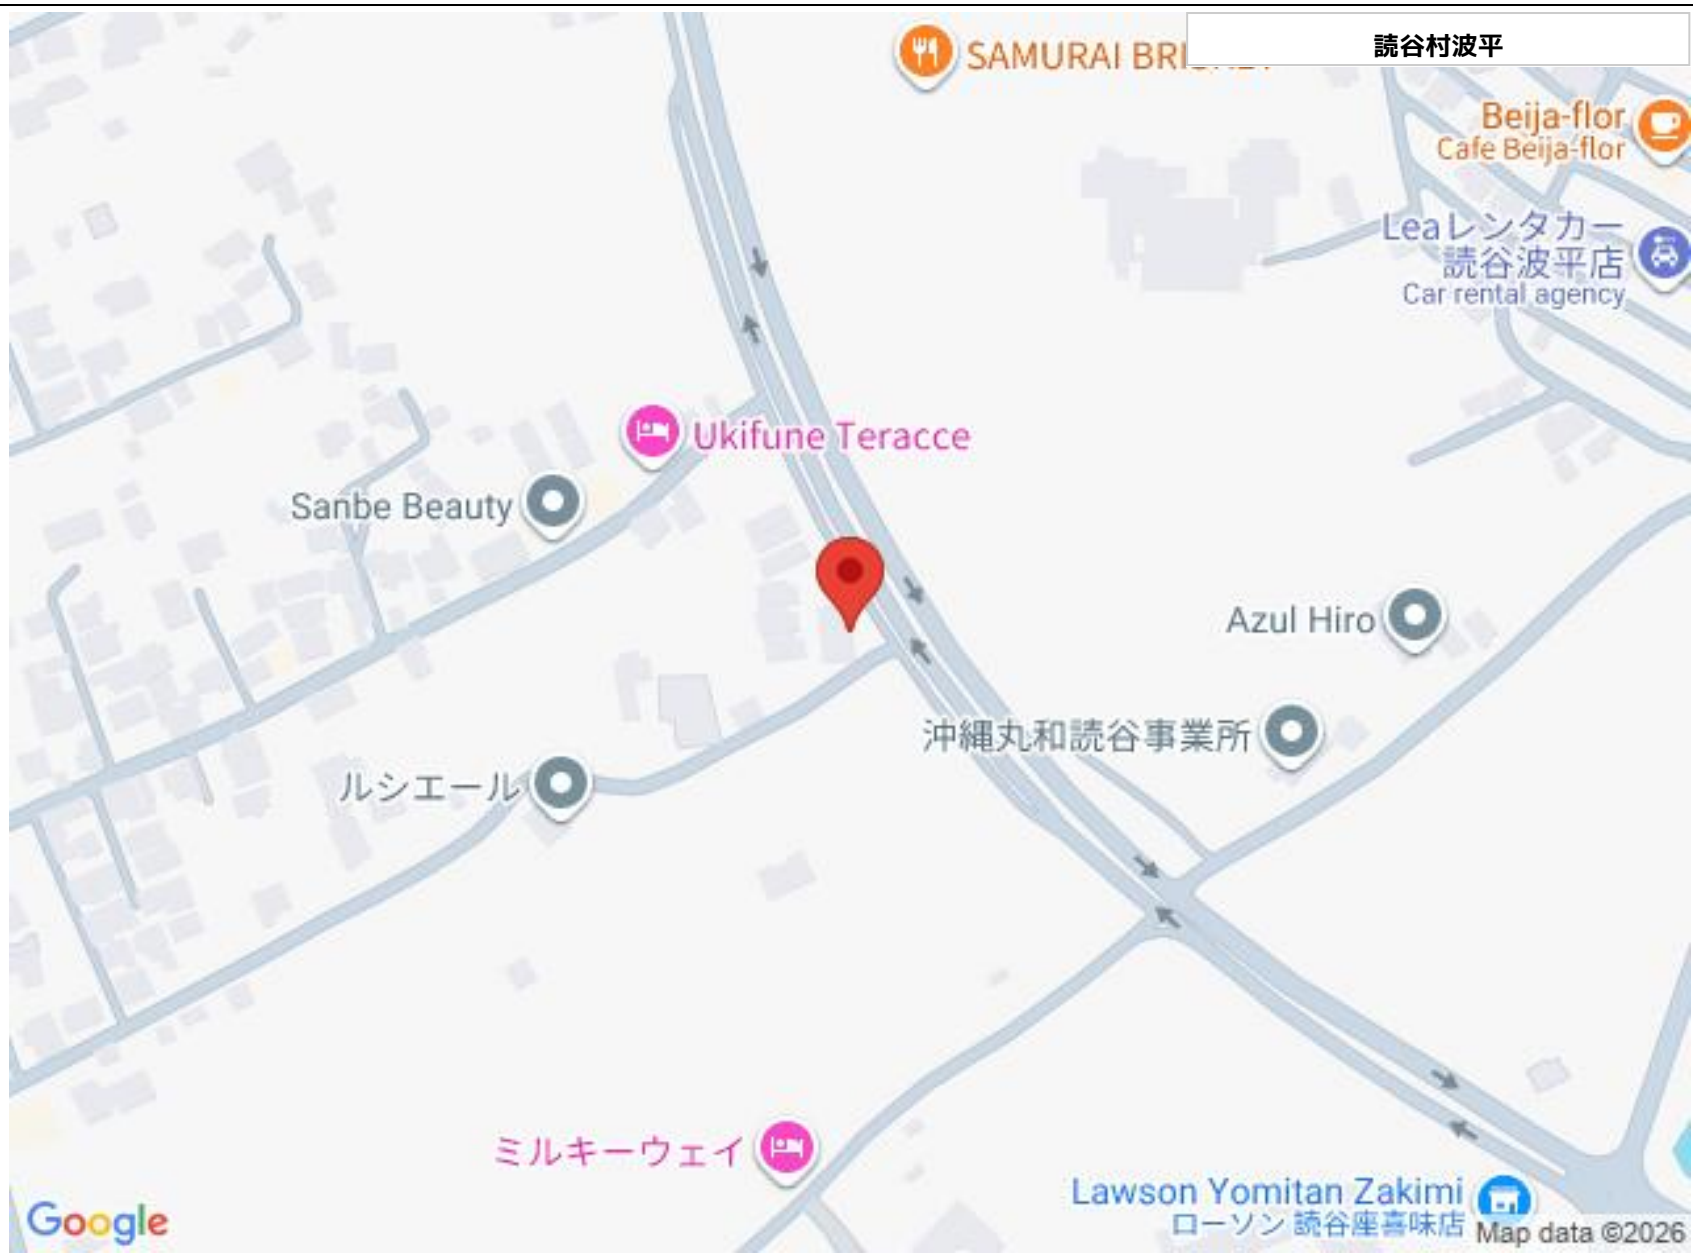 読谷村波平
SAMURAI
Beija-flor
Cafe Beija-flor
Leaレンタカー
読谷波平店
Car rental agency
Ukifune Teracce
Sanbe Beauty
Azul Hiro
沖縄丸和読谷事業所
ルシエール
ミルキーウェイ
Lawson Yomitan Zakimi
ローソン 読谷座喜味店
Google
Map data ©2026